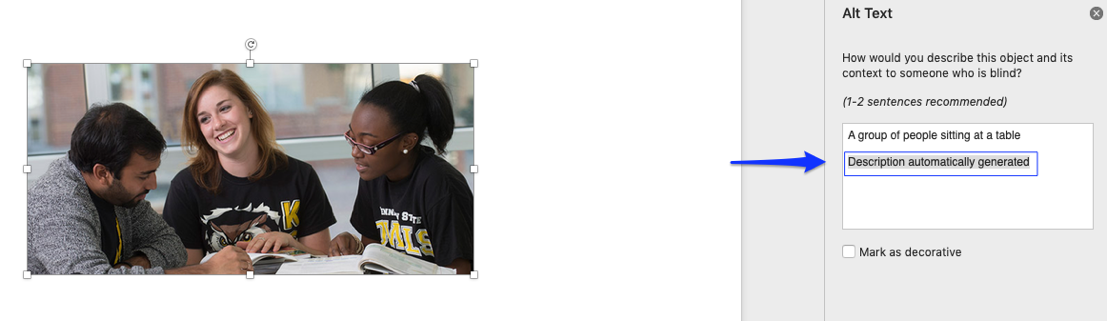 Alt Text
How would you describe this object and its
context to someone who is blind?
(1-2 sentences recommended)
A group of people sitting at a table
Description automatically generated
Mark as decorative
K